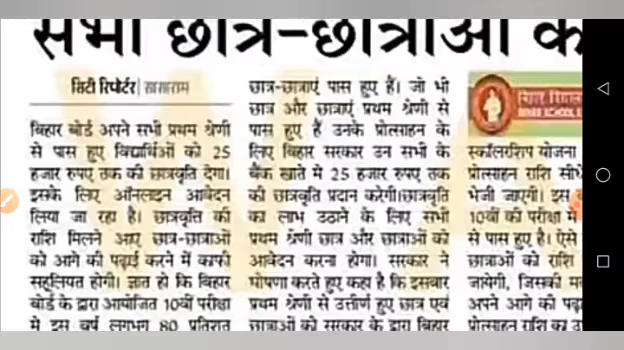 सभी छात्र-छात्राओं
सिटी रिपोर्टर | सासाराम
बिहार बोर्ड अपने सभी प्रथम श्रेणी
से पास हुए विद्यार्थिओं को 25
हजार रुपए तक की छात्रवृति देगा।
इसके लिए ऑनलाइन आवेदन
लिया जा रहा है। छात्रवृति की
राशि मिलने आए छात्र-छात्राओं
को आगे की पढ़ाई करने में काफी
सहूलियत होगी। ज्ञात हो कि बिहार
बोर्ड के द्वारा आयोजित 10वीं परीक्षा
मे इस वर्ष लगभग 80 प्रतिशत
छात्र-छात्राएं पास हुए हैं। जो भी
छात्र और छात्राएं प्रथम श्रेणी से
पास हुए हैं उनके प्रोत्साहन के
लिए बिहार सरकार उन सभी के
बैंक खाते मे 25 हजार रुपए तक
की छात्रवृति प्रदान करेगी।छात्रवृति
का लाभ उठाने के लिए सभी
प्रथम श्रेणी छात्र और छात्राओं को
आवेदन करना होगा। सरकार ने
घोषणा करते हुए कहा है कि इसबार
प्रथम श्रेणी से उत्तीर्ण हुए छात्र एवं
छात्राओं को सरकार के द्वारा बिहार
स्कॉलरशिप योजना
प्रोत्साहन राशि सीधे
भेजी जाएगी। इस
10वीं की परीक्षा मे
से पास हुए है। ऐसे
छात्राओं को राशि
जायेगी, जिसकी
अपने आगे की
प्रोत्साहन राशि का